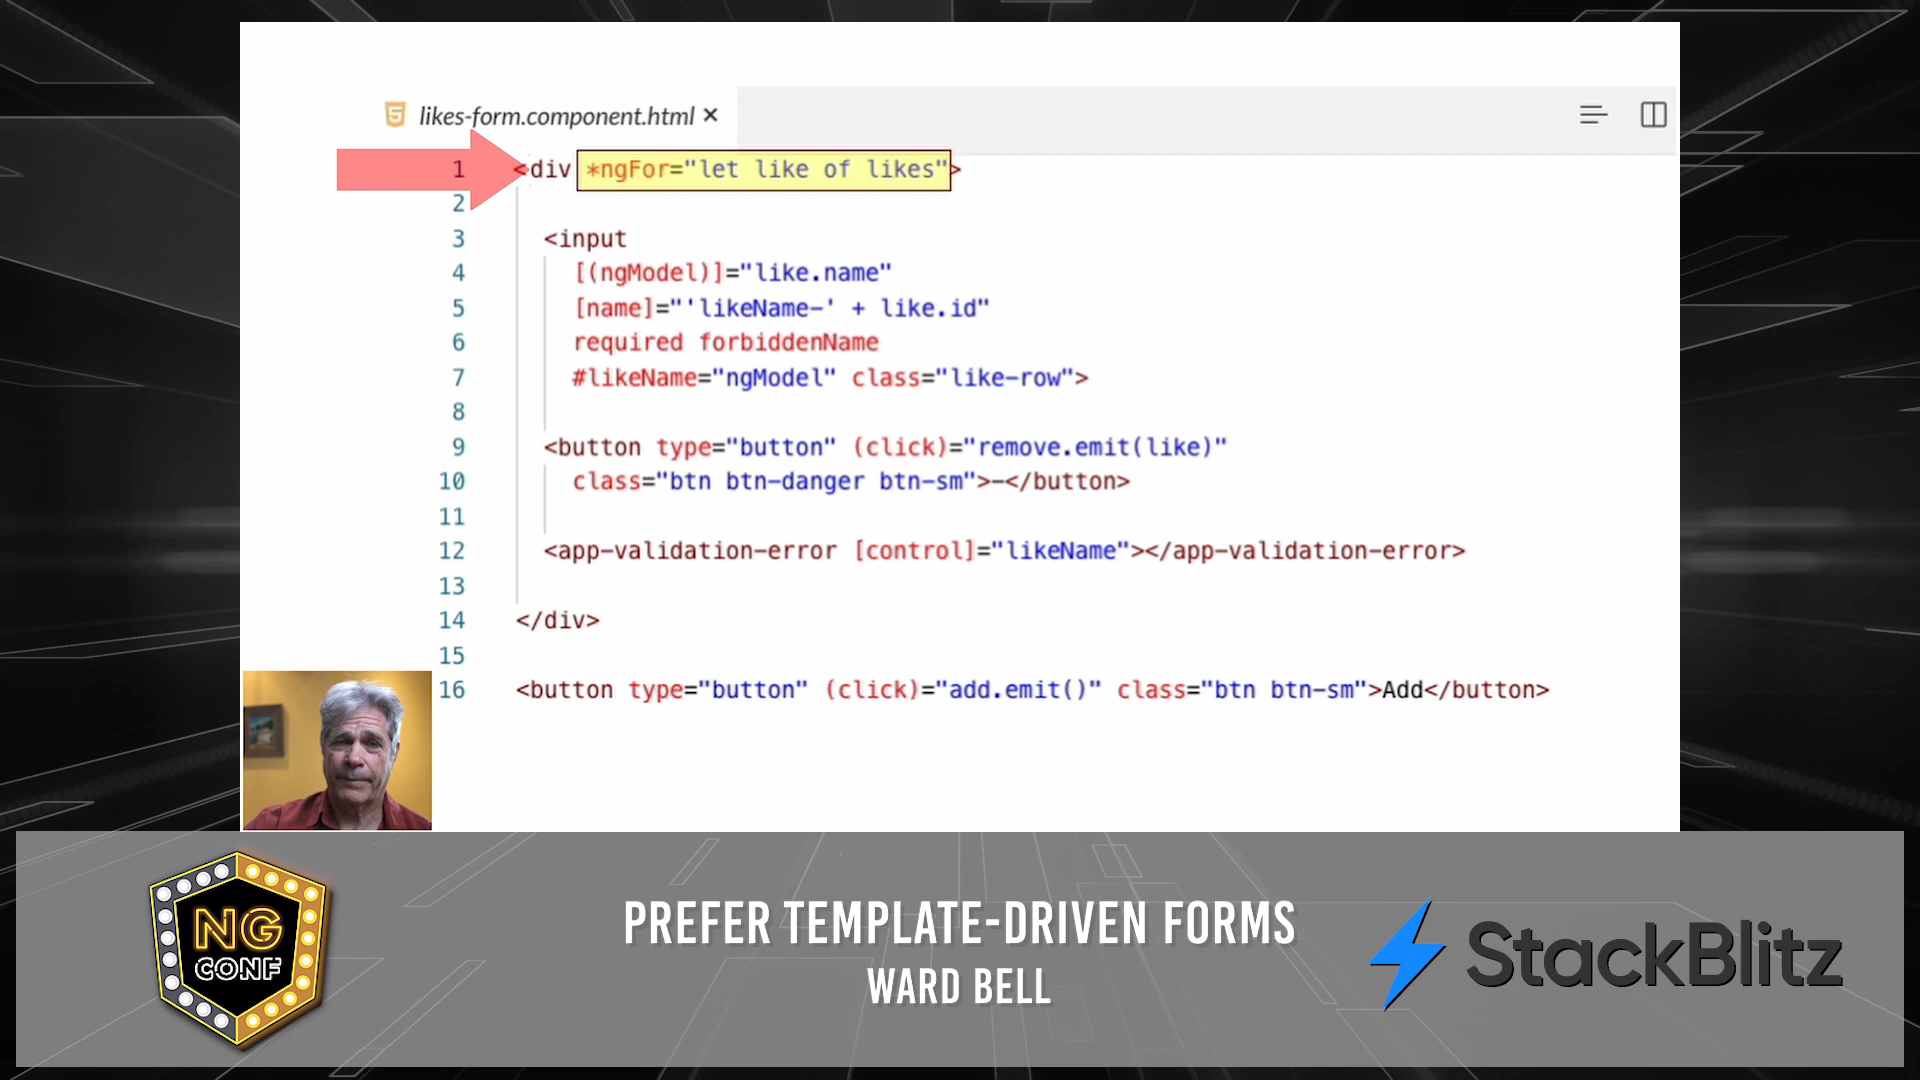 likes-form.component.html ×
1 <div *ngFor="let like of likes">
2
3 <input
4 [(ngModel)]="like.name"
5 [name]="'likeName-' + like.id"
6 required forbiddenName
7 #likeName="ngModel" class="like-row">
8
9 <button type="button" (click)="remove.emit(like)"
10 class="btn btn-danger btn-sm">-</button>
11
12 <app-validation-error [control]="likeName"></app-validation-error>
13
14 </div>
15
16 <button type="button" (click)="add.emit()" class="btn btn-sm">Add</button>
NG
CONF
PREFER TEMPLATE-DRIVEN FORMS
WARD BELL
StackBlitz